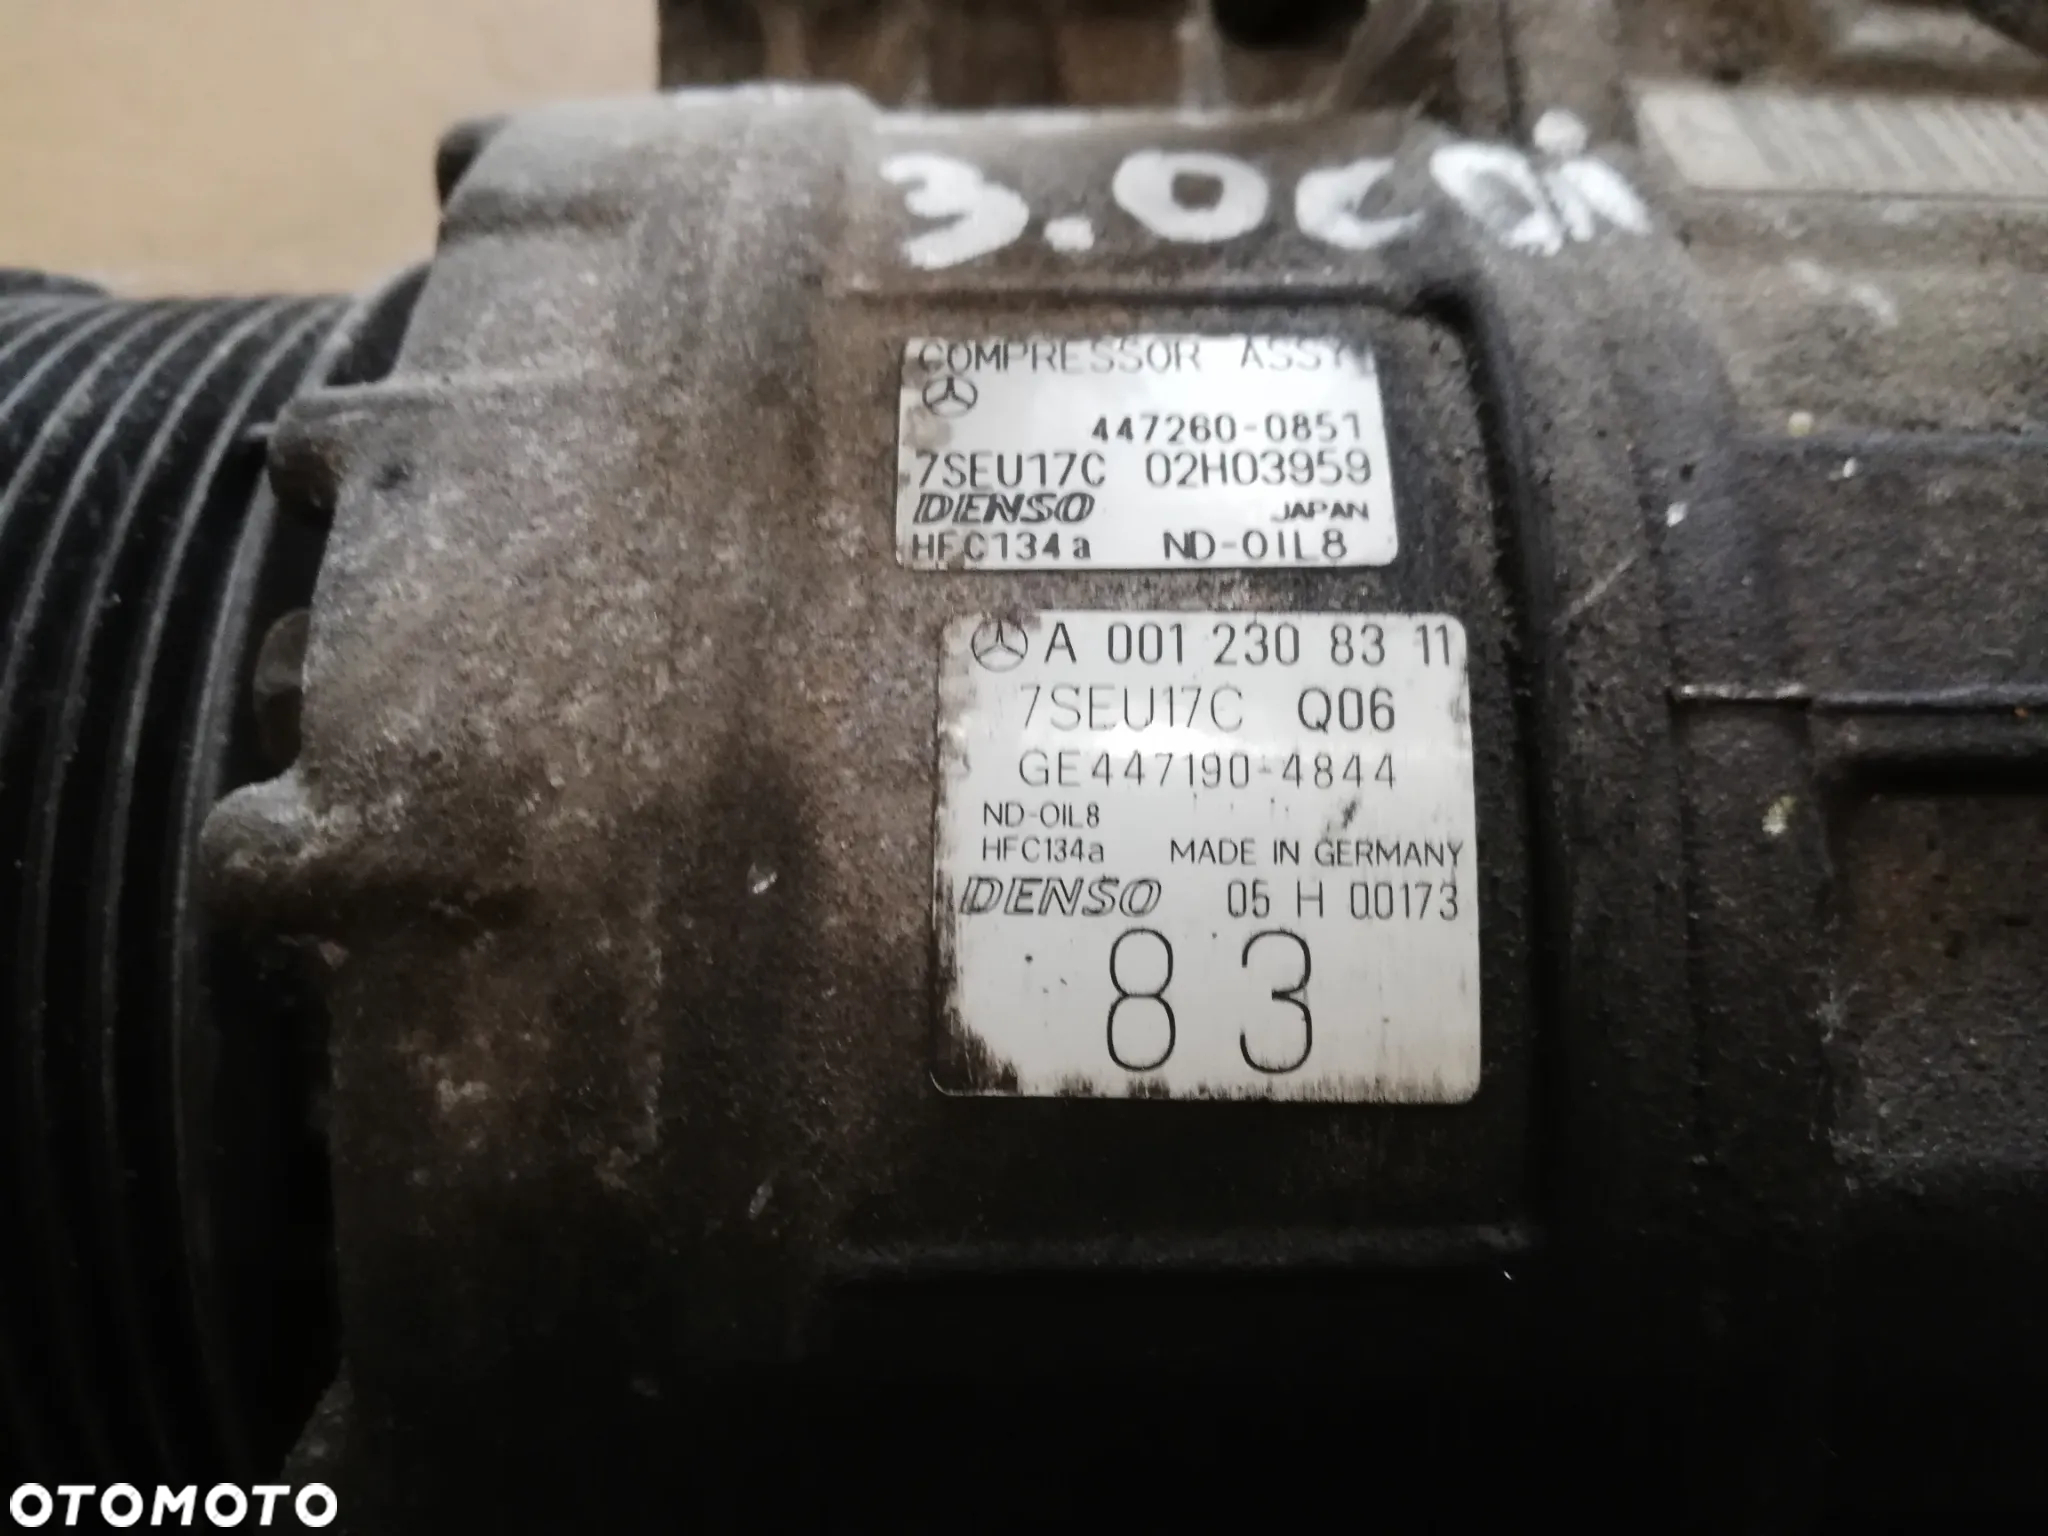 3.0CDi
COMPRESSOR ASSY
447260-0851
7SEU17C 02H03959
DENSO JAPAN
HFC134a ND-OIL8
A 001 230 83 11
7SEU17C Q06
GE447190-4844
ND-OIL8
HFC134a MADE IN GERMANY
DENSO 05 H 00173
83
OTOMOTO